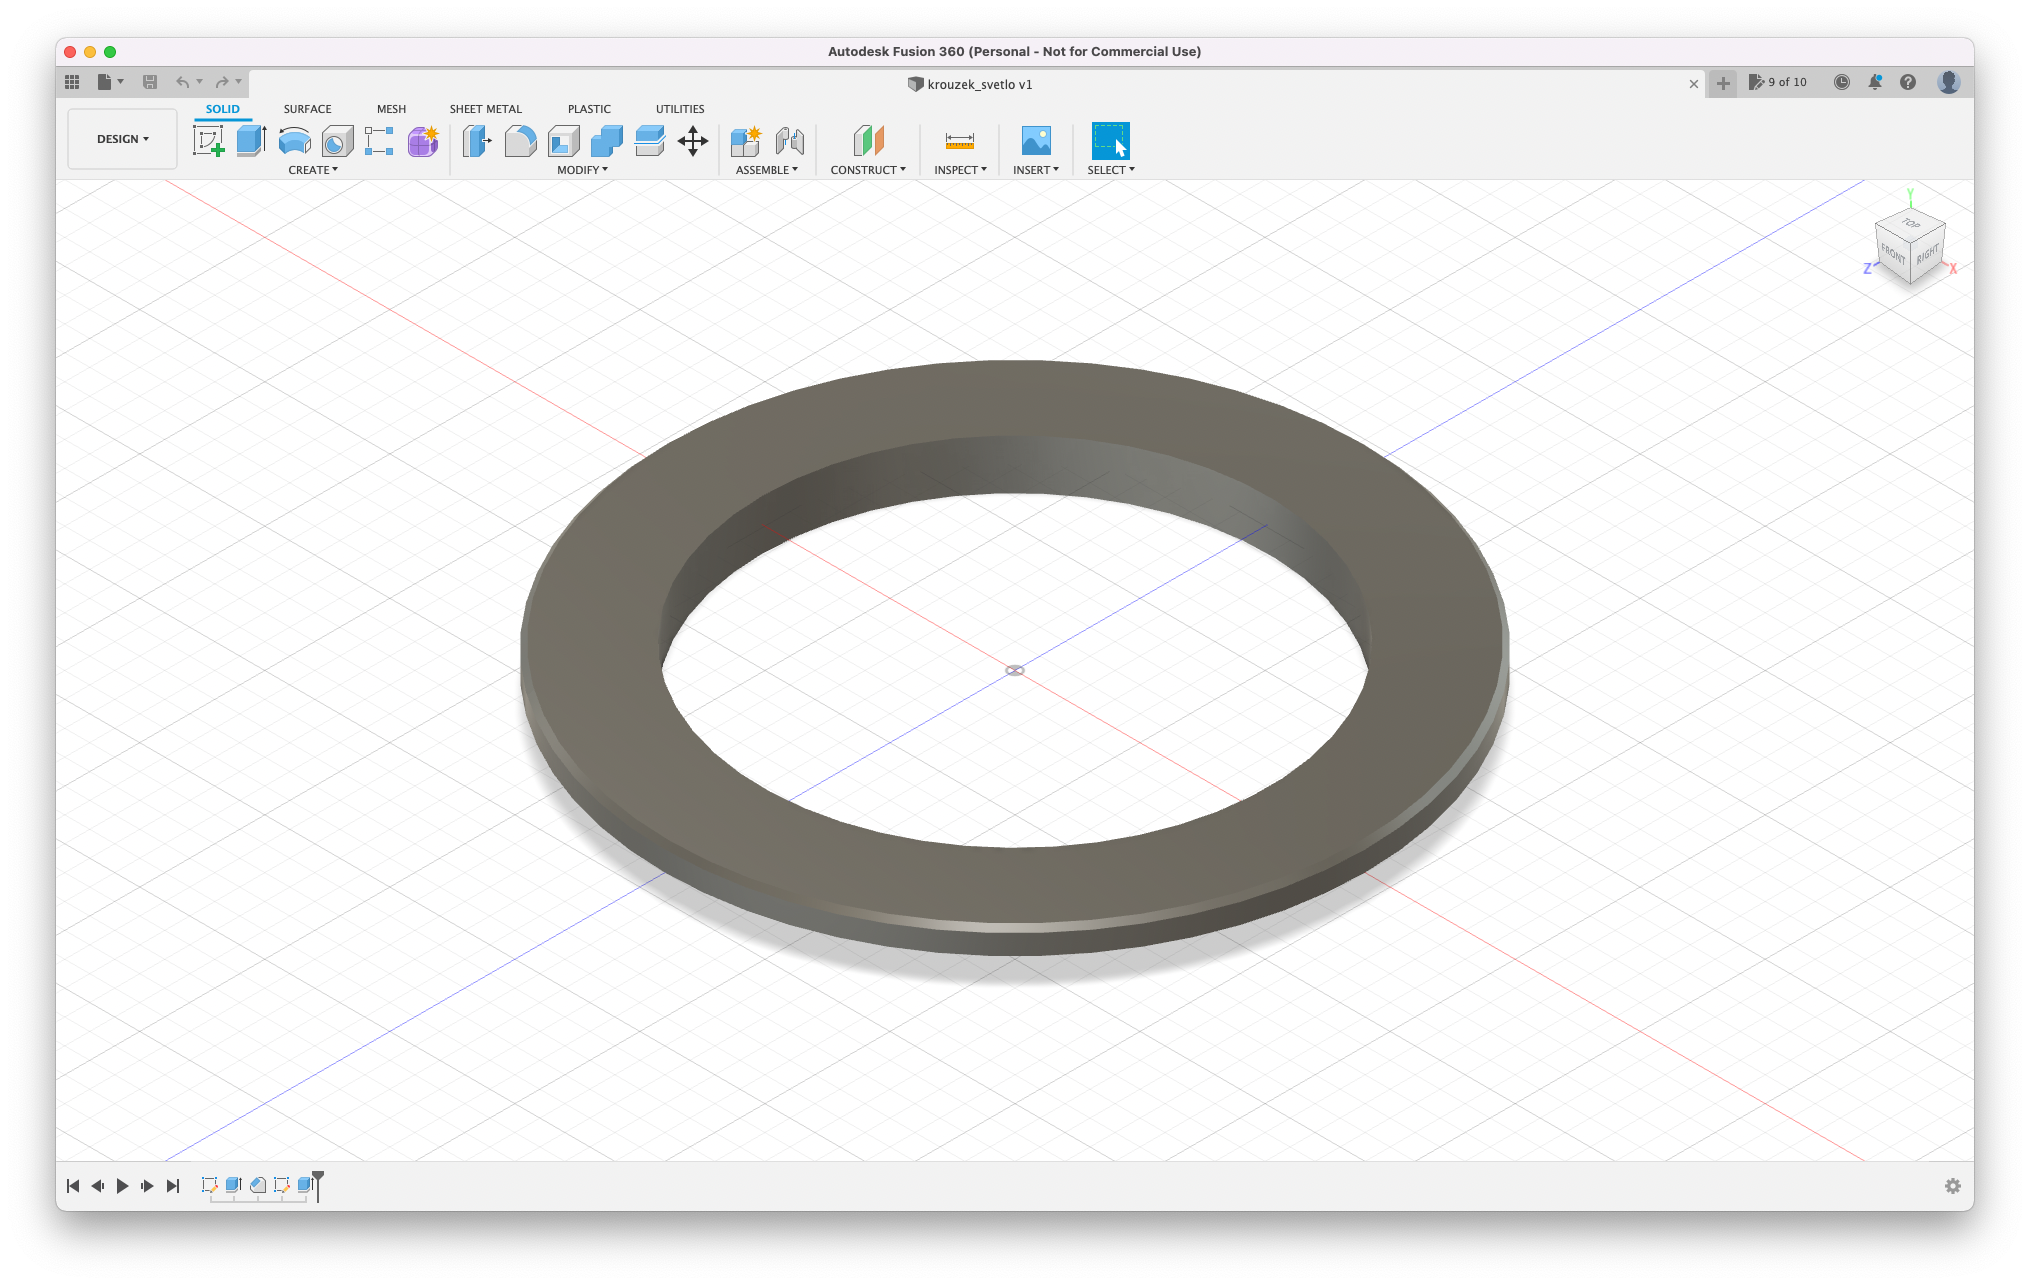 Autodesk Fusion 360 (Personal - Not for Commercial Use)
krouzek_svetlo v1
9 of 10
SOLID SURFACE MESH SHEET METAL PLASTIC UTILITIES
DESIGN
CREATE MODIFY ASSEMBLE CONSTRUCT INSPECT INSERT SELECT
Y
TOP
FRONT RIGHT
Z X